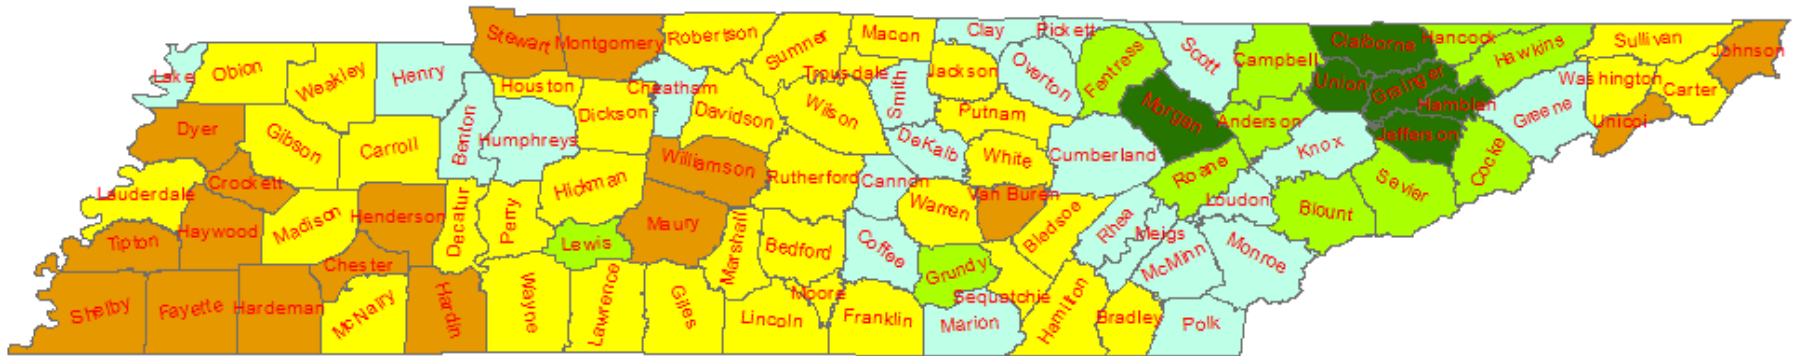 Stewart
Montgomery
Robertson
Sumner
Macon
Clay
Pickett
Scott
Campbell
Claiborne
Hancock
Hawkins
Sullivan
Johnson
Lake
Obion
Weakley
Henry
Houston
Cheatham
Trousdale
Smith
Jackson
Overton
Fentress
Union
Grainger
Hamblen
Washington
Carter
Dyer
Gibson
Carroll
Benton
Humphreys
Dickson
Davidson
Wilson
DeKalb
Putnam
Morgan
Anderson
Knox
Jefferson
Greene
Unicoi
Lauderdale
Crockett
Hickman
Williamson
Rutherford
Cannon
White
Cumberland
Roane
Loudon
Sevier
Cocke
Tipton
Haywood
Madison
Henderson
Decatur
Perry
Lewis
Maury
Marshall
Bedford
Coffee
Warren
Van Buren
Bledsoe
Rhea
Meigs
McMinn
Monroe
Blount
Shelby
Fayette
Hardeman
Chester
McNairy
Hardin
Wayne
Lawrence
Giles
Lincoln
Moore
Franklin
Grundy
Sequatchie
Marion
Hamilton
Bradley
Polk